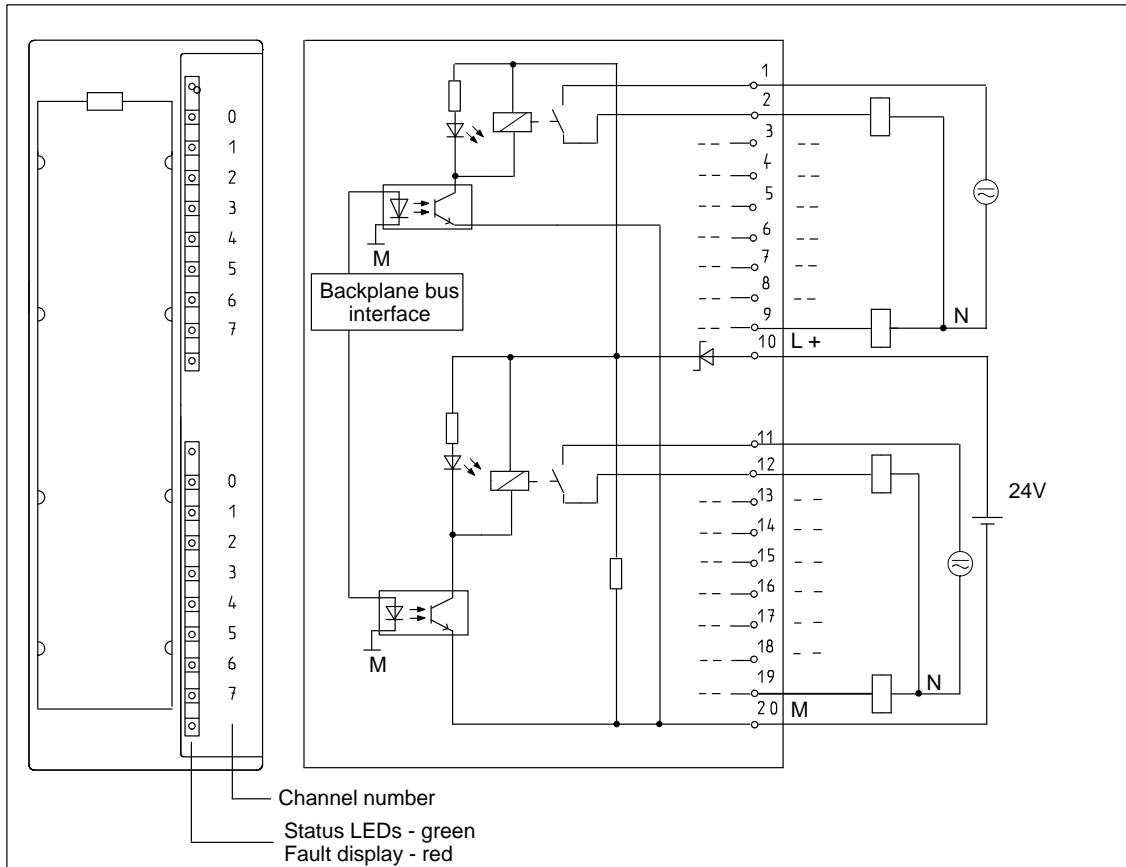 0
1
2
3
4
5
6
7
0
1
2
3
4
5
6
7
Channel number
Status LEDs - green
Fault display - red
M
Backplane bus
interface
M
1
2
3
4
5
6
7
8
9
10 L +
11
12
13
14
15
16
17
18
19
20 M
N
N
24V